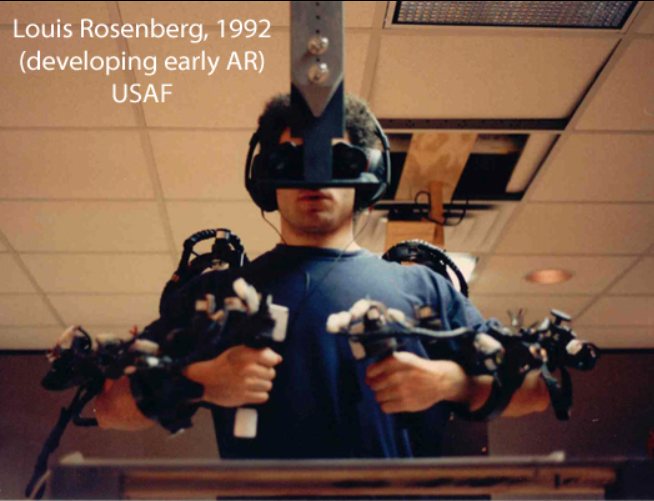 Louis Rosenberg, 1992
(developing early AR)
USAF